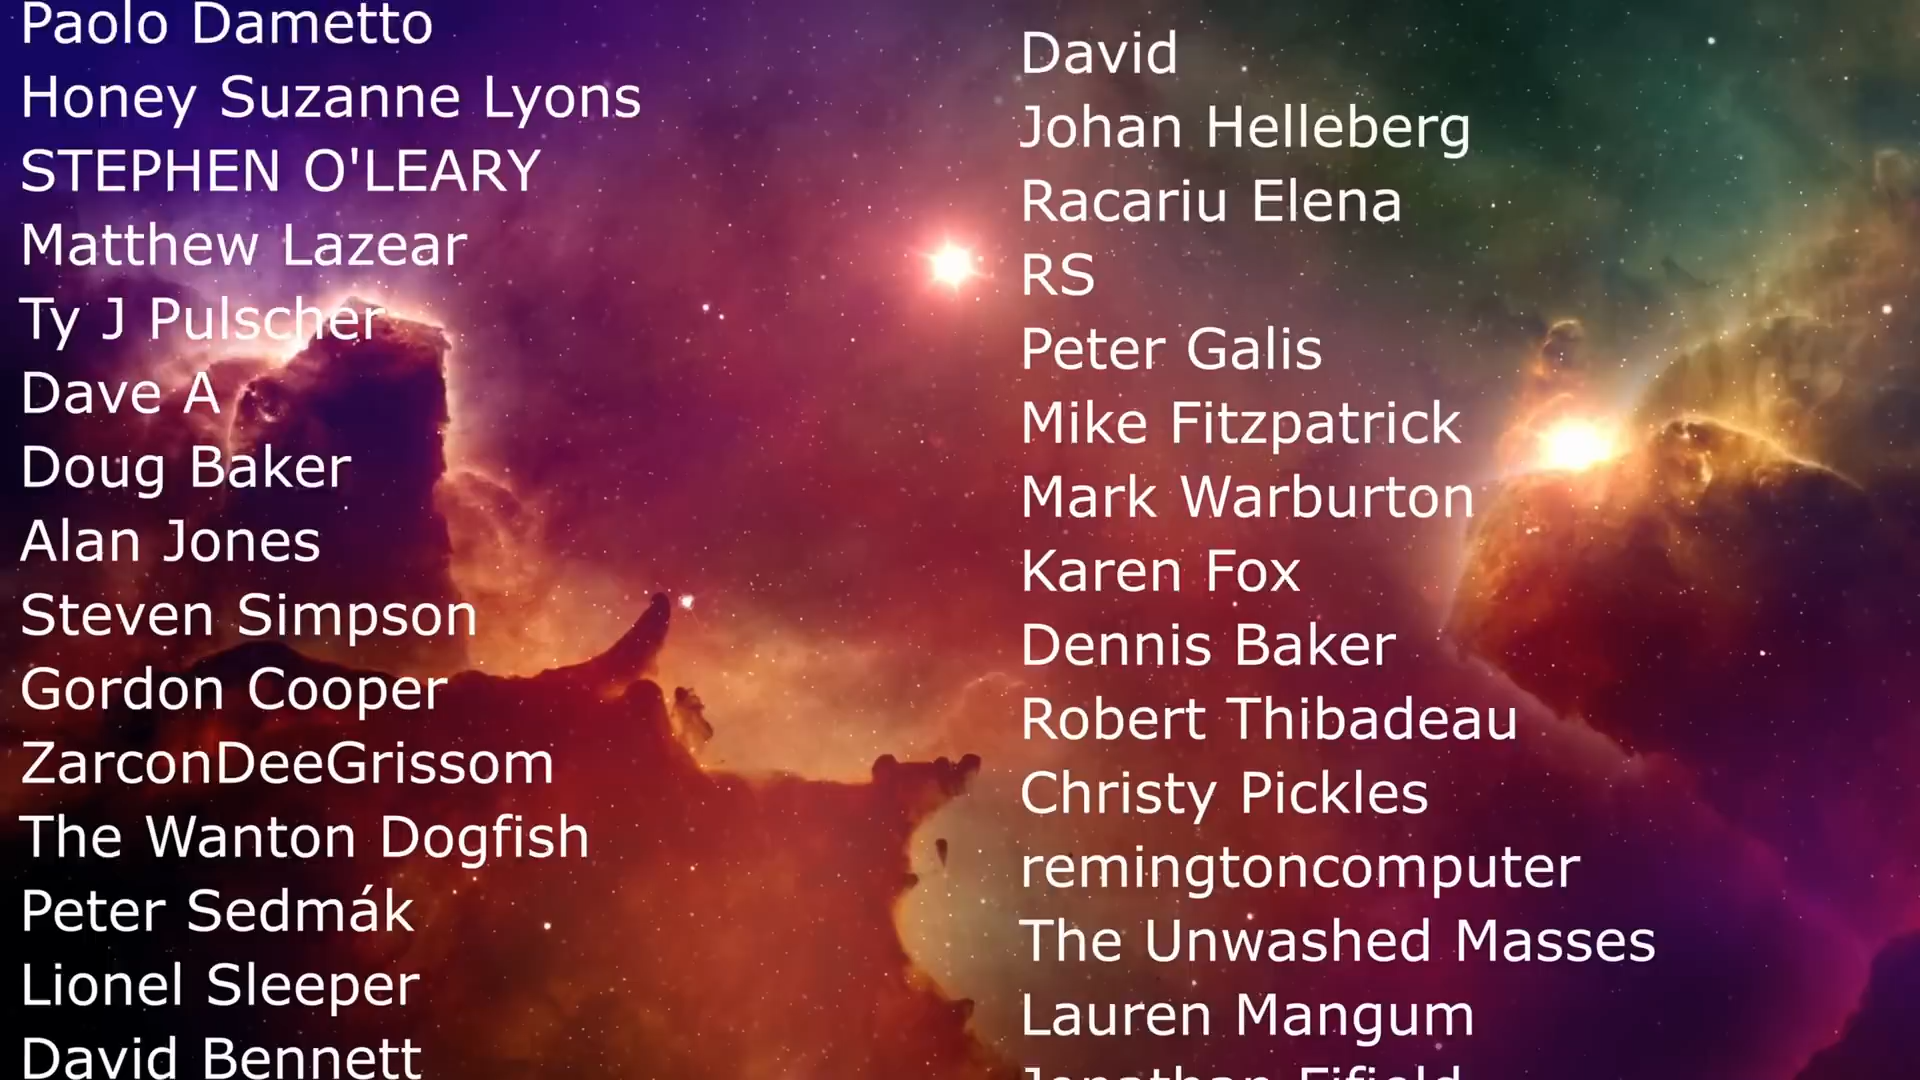 Paolo Dametto
Honey Suzanne Lyons
STEPHEN O'LEARY
Matthew Lazear
Ty J Pulscher
Dave A
Doug Baker
Alan Jones
Steven Simpson
Gordon Cooper
ZarconDeeGrissom
The Wanton Dogfish
Peter Sedmák
Lionel Sleeper
David Bennett
David
Johan Helleberg
Racariu Elena
RS
Peter Galis
Mike Fitzpatrick
Mark Warburton
Karen Fox
Dennis Baker
Robert Thibadeau
Christy Pickles
remingtoncomputer
The Unwashed Masses
Lauren Mangum
Jonathan Fifield